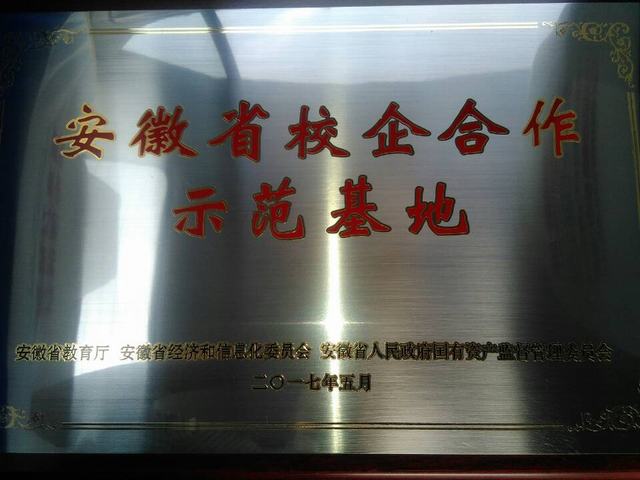 安徽省校企合作
示范基地
安徽省教育厅 安徽省经济和信息化委员会 安徽省人民政府国有资产监督管理委员会
二〇一七年五月